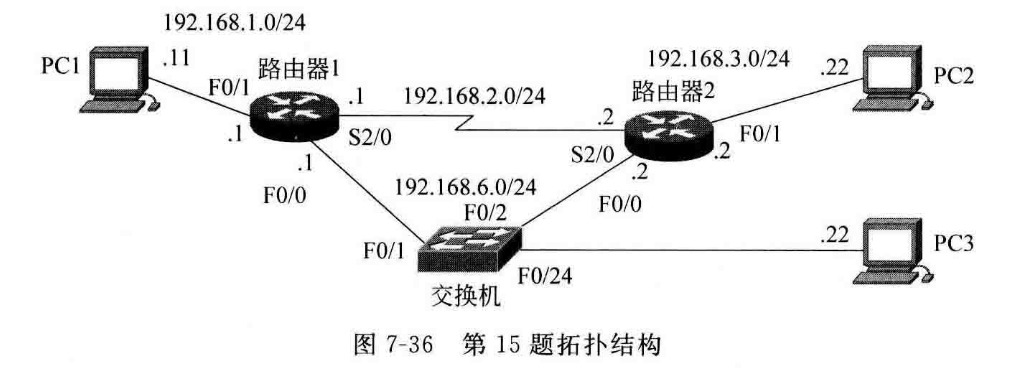 192.168.1.0/24
PC1
.11
F0/1
路由器1
.1
192.168.2.0/24
192.168.3.0/24
路由器2
.22
PC2
.1
S2/0
.2
F0/1
.1
S2/0
.2
.2
F0/0
192.168.6.0/24
F0/0
F0/2
F0/1
.22
PC3
F0/24
交换机
图 7-36 第 15 题拓扑结构